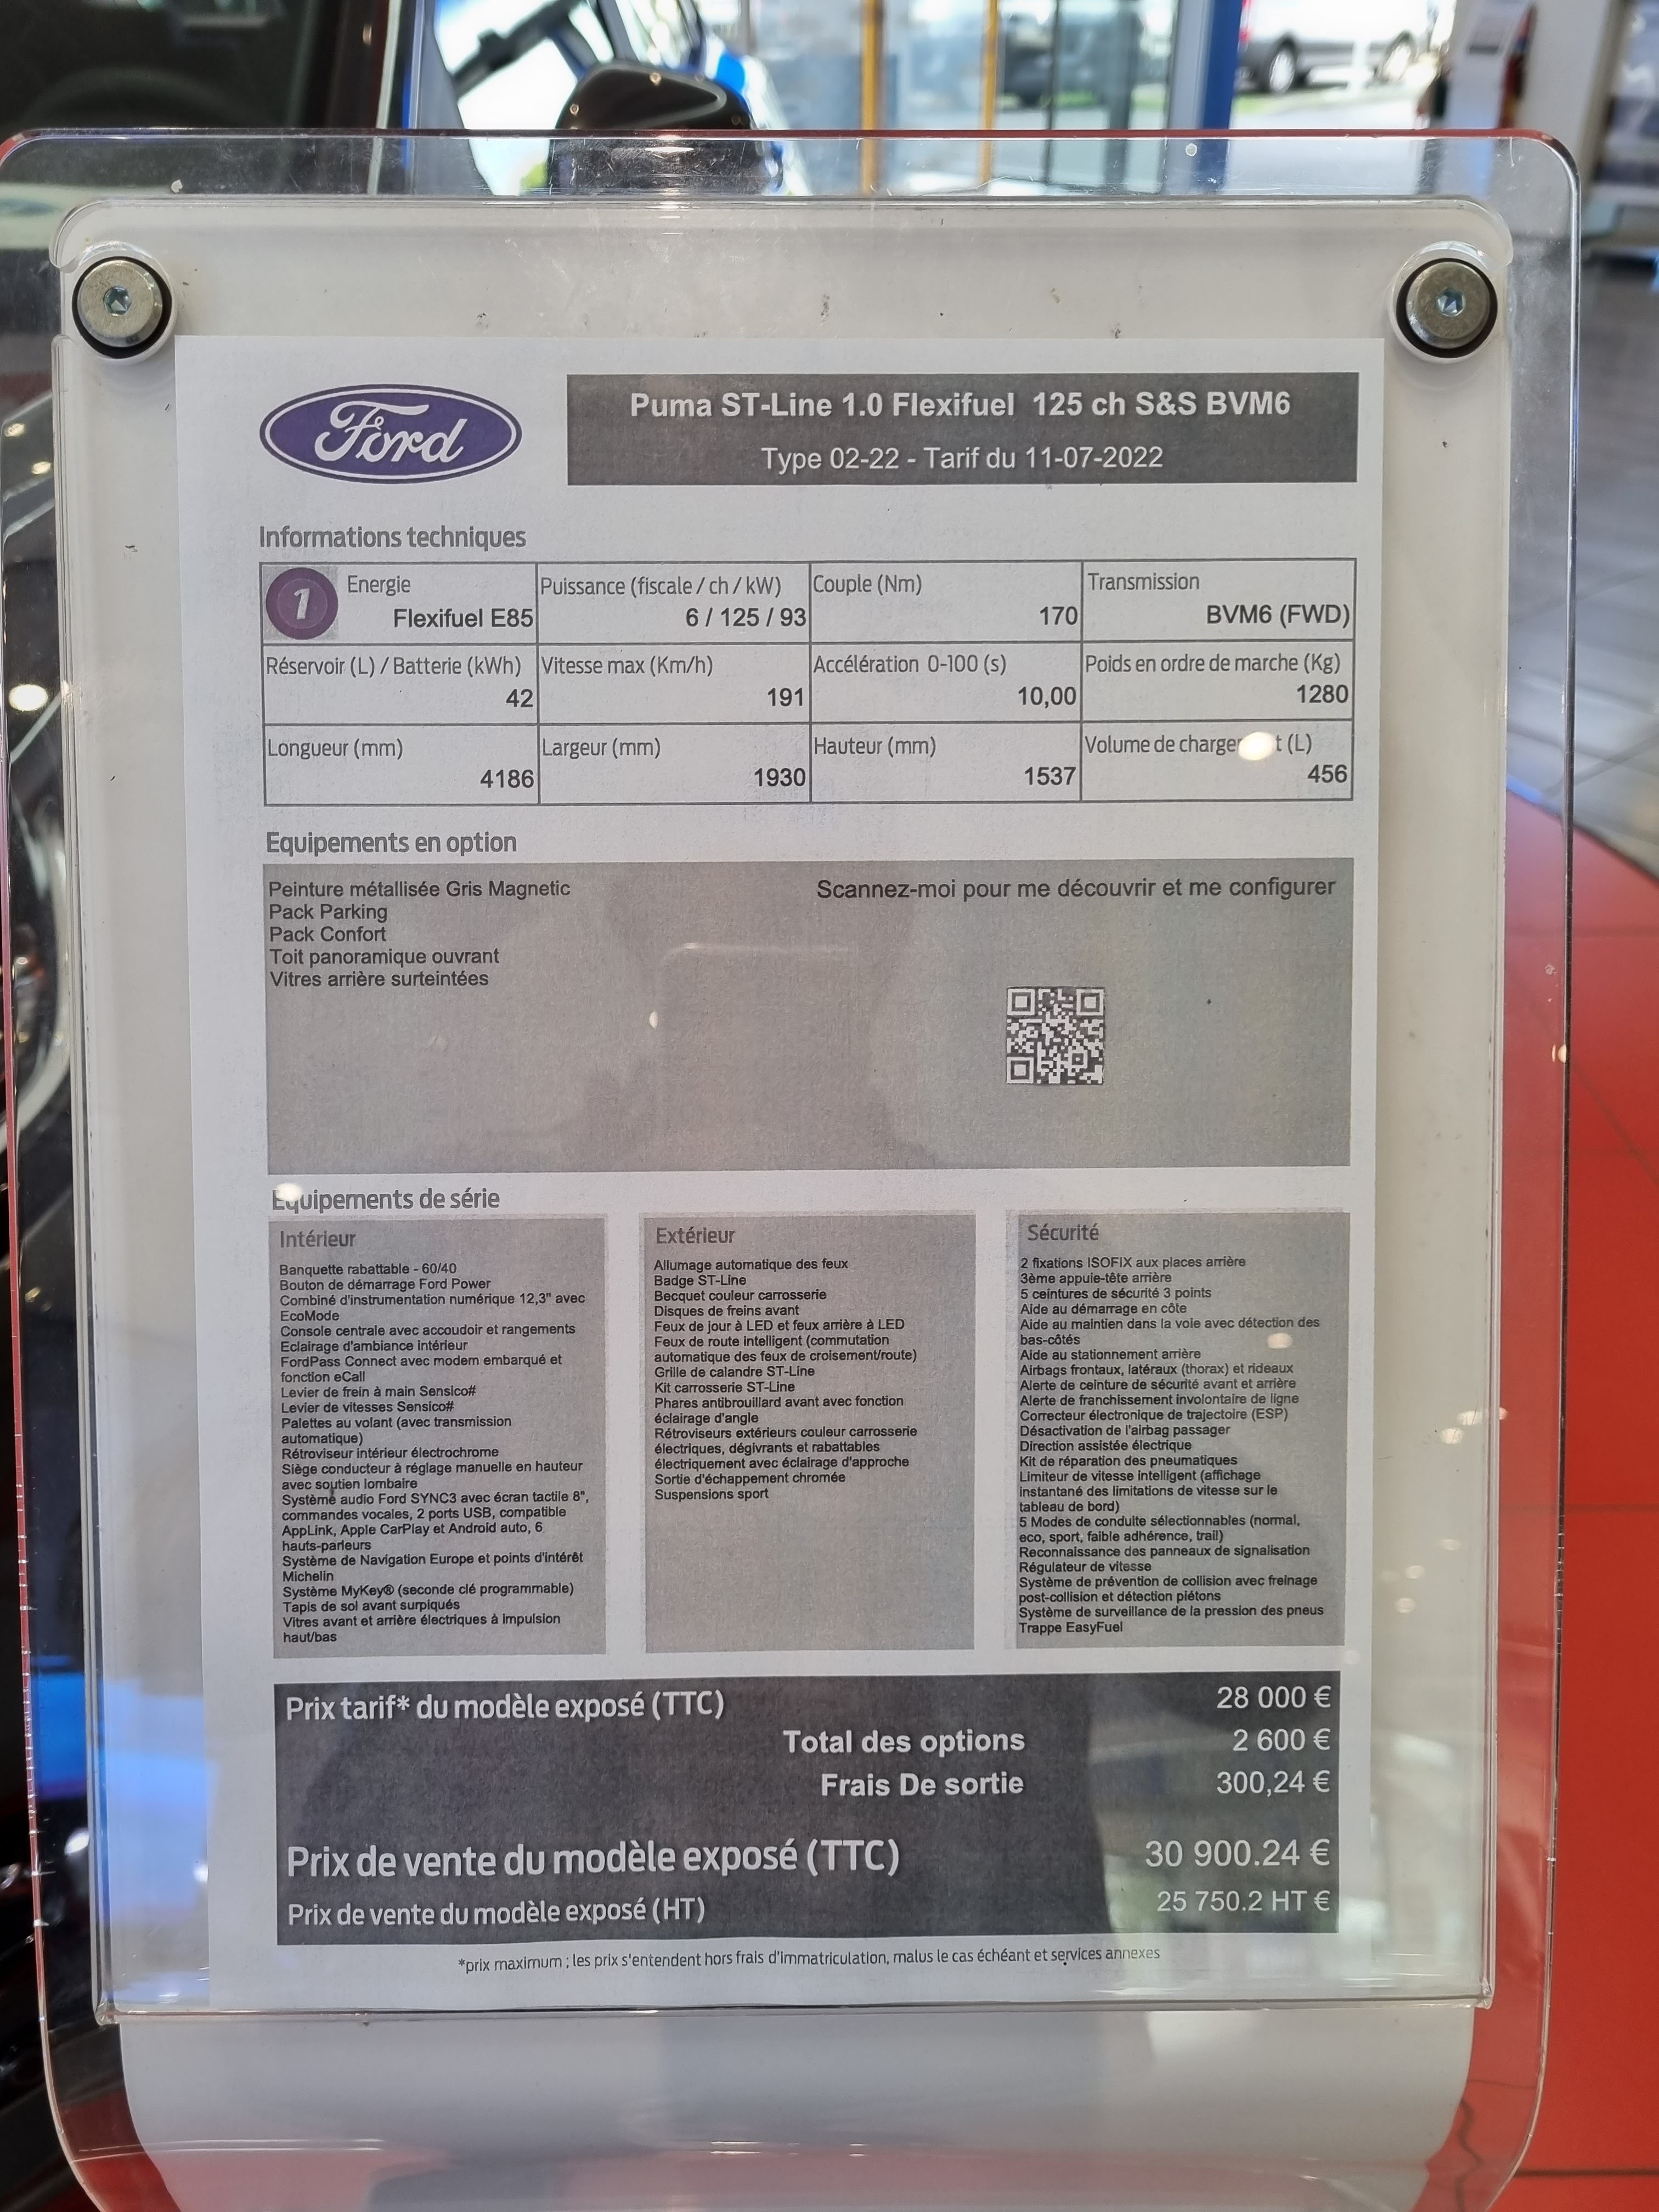 Ford
Puma ST-Line 1.0 Flexifuel 125 ch S&S BVM6
Type 02-22 - Tarif du 11-07-2022
Informations techniques
1
Energie
Flexifuel E85
Puissance (fiscale / ch / kW)
6 / 125 / 93
Couple (Nm)
170
Transmission
BVM6 (FWD)
Réservoir (L) / Batterie (kWh)
42
Vitesse max (Km/h)
191
Accélération 0-100 (s)
10,00
Poids en ordre de marche (Kg)
1280
Longueur (mm)
4186
Largeur (mm)
1930
Hauteur (mm)
1537
Volume de (L)
456
Equipements en option
Peinture métallisée Gris Magnetic
Pack Parking
Pack Confort
Toit panoramique ouvrant
Vitres arrière surteintées
Scannez-moi pour me découvrir et me configurer
Equipements de série
Intérieur
Banquette rabattable - 60/40
Bouton de démarrage Ford Power
Combiné d'instrumentation numérique 12,3" avec
EcoMode
Console centrale avec accoudoir et rangements
Eclairage d'ambiance intérieur
FordPass Connect avec modem embarqué et
fonction eCall
Levier de frein à main Sensico#
Levier de vitesses Sensico#
Palettes au volant (avec transmission
automatique)
Rétroviseur intérieur électrochrome
Siège conducteur à réglage manuelle en hauteur
avec soutien lombaire
Système audio Ford SYNC3 avec écran tactile 8",
commandes vocales, 2 ports USB, compatible
AppLink, Apple CarPlay et Android auto, 6
hauts-parleurs
Système de Navigation Europe et points d'intérêt
Michelin
Système MyKey® (seconde clé programmable)
Tapis de sol avant surpiqués
Vitres avant et arrière électriques à impulsion
haut/bas
Extérieur
Allumage automatique des feux
Badge ST-Line
Becquet couleur carrosserie
Disques de freins avant
Feux de jour à LED et feux arrière à LED
Feux de route intelligent (commutation
automatique des feux de croisement/route)
Grille de calandre ST-Line
Kit carrosserie ST-Line
Phares antibrouillard avant avec fonction
éclairage d'angle
Rétroviseurs extérieurs couleur carrosserie
électriques, dégivrants et rabattables
électriquement avec éclairage d'approche
Sortie d'échappement chromée
Suspensions sport
Sécurité
2 fixations ISOFIX aux places arrière
3ème appuie-tête arrière
5 ceintures de sécurité 3 points
Aide au démarrage en côte
Aide au maintien dans la voie avec détection des
bas-côtés
Aide au stationnement arrière
Airbags frontaux, latéraux (thorax) et rideaux
Alerte de ceinture de sécurité avant et arrière
Alerte de franchissement involontaire de ligne
Correcteur électronique de trajectoire (ESP)
Désactivation de l'airbag passager
Direction assistée électrique
Kit de réparation des pneumatiques
Limiteur de vitesse intelligent (affichage
instantané des limitations de vitesse sur le
tableau de bord)
5 Modes de conduite sélectionnables (normal,
eco, sport, faible adhérence, trail)
Reconnaissance des panneaux de signalisation
Régulateur de vitesse
Système de prévention de collision avec freinage
post-collision et détection piétons
Système de surveillance de la pression des pneus
Trappe EasyFuel
Prix tarif* du modèle exposé (TTC) 28 000 €
Total des options 2 600 €
Frais De sortie 300,24 €
Prix de vente du modèle exposé (TTC) 30 900.24 €
Prix de vente du modèle exposé (HT) 25 750.2 HT €
*prix maximum ; les prix s'entendent hors frais d'immatriculation, malus le cas échéant et services annexes